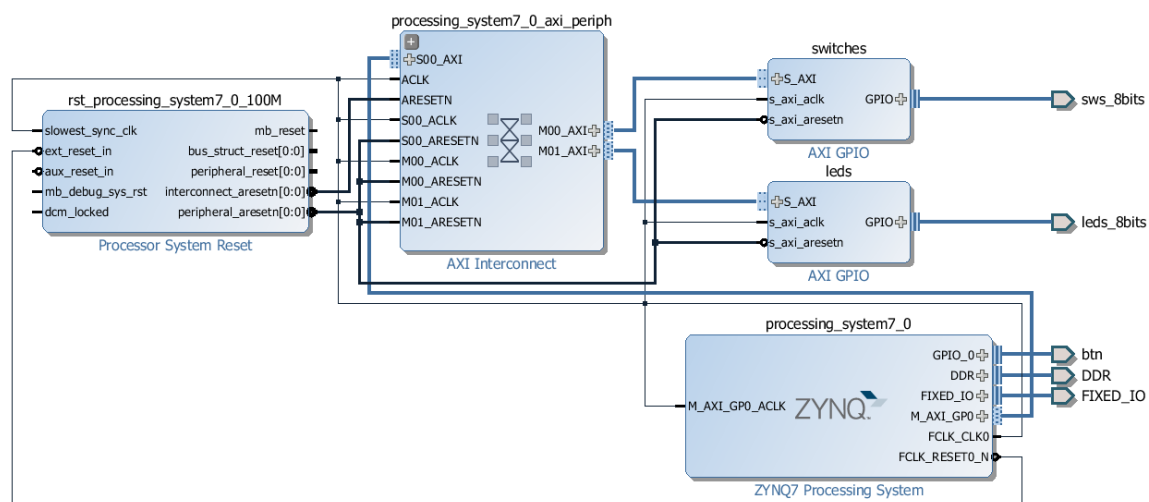 processing_system7_0_axi_periph
S00_AXI
ACLK
ARESETN
S00_ACLK
S00_ARESETN
M00_ACLK
M00_ARESETN
M01_ACLK
M01_ARESETN
M00_AXI
M01_AXI
AXI Interconnect
rst_processing_system7_0_100M
slowest_sync_clk
ext_reset_in
aux_reset_in
mb_debug_sys_rst
dcm_locked
mb_reset
bus_struct_reset[0:0]
peripheral_reset[0:0]
interconnect_aresetn[0:0]
peripheral_aresetn[0:0]
Processor System Reset
switches
S_AXI
s_axi_aclk
s_axi_aresetn
GPIO
AXI GPIO
sws_8bits
leds
S_AXI
s_axi_aclk
s_axi_aresetn
GPIO
AXI GPIO
leds_8bits
processing_system7_0
M_AXI_GP0_ACLK
ZYNQ
GPIO_0
DDR
FIXED_IO
M_AXI_GP0
FCLK_CLK0
FCLK_RESET0_N
ZYNQ7 Processing System
btn
DDR
FIXED_IO